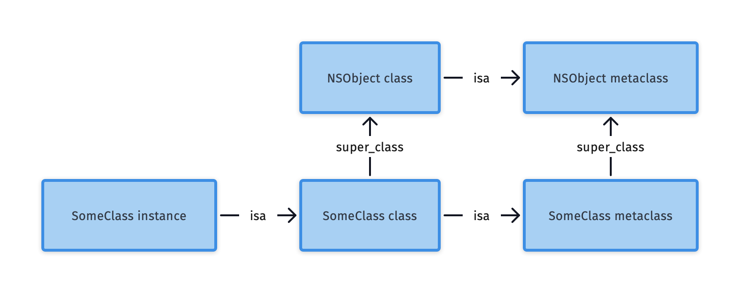 NSObject class
isa
NSObject metaclass
super_class
super_class
SomeClass instance
isa
SomeClass class
isa
SomeClass metaclass